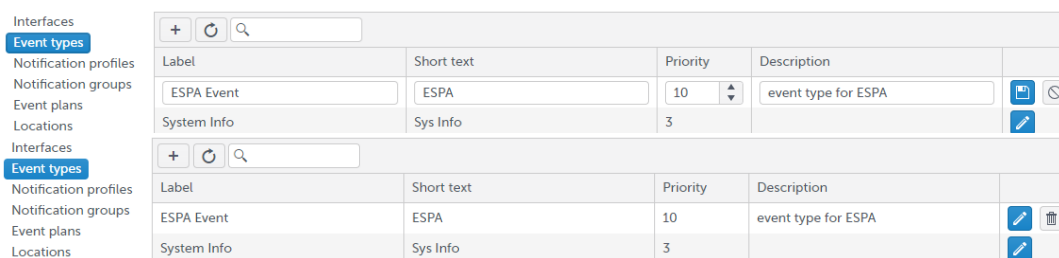 Interfaces
Event types
Notification profiles
Notification groups
Event plans
Locations
Label Short text Priority Description
ESPA Event ESPA 10 event type for ESPA
System Info Sys Info 3
Interfaces
Event types
Notification profiles
Notification groups
Event plans
Locations
Label Short text Priority Description
ESPA Event ESPA 10 event type for ESPA
System Info Sys Info 3